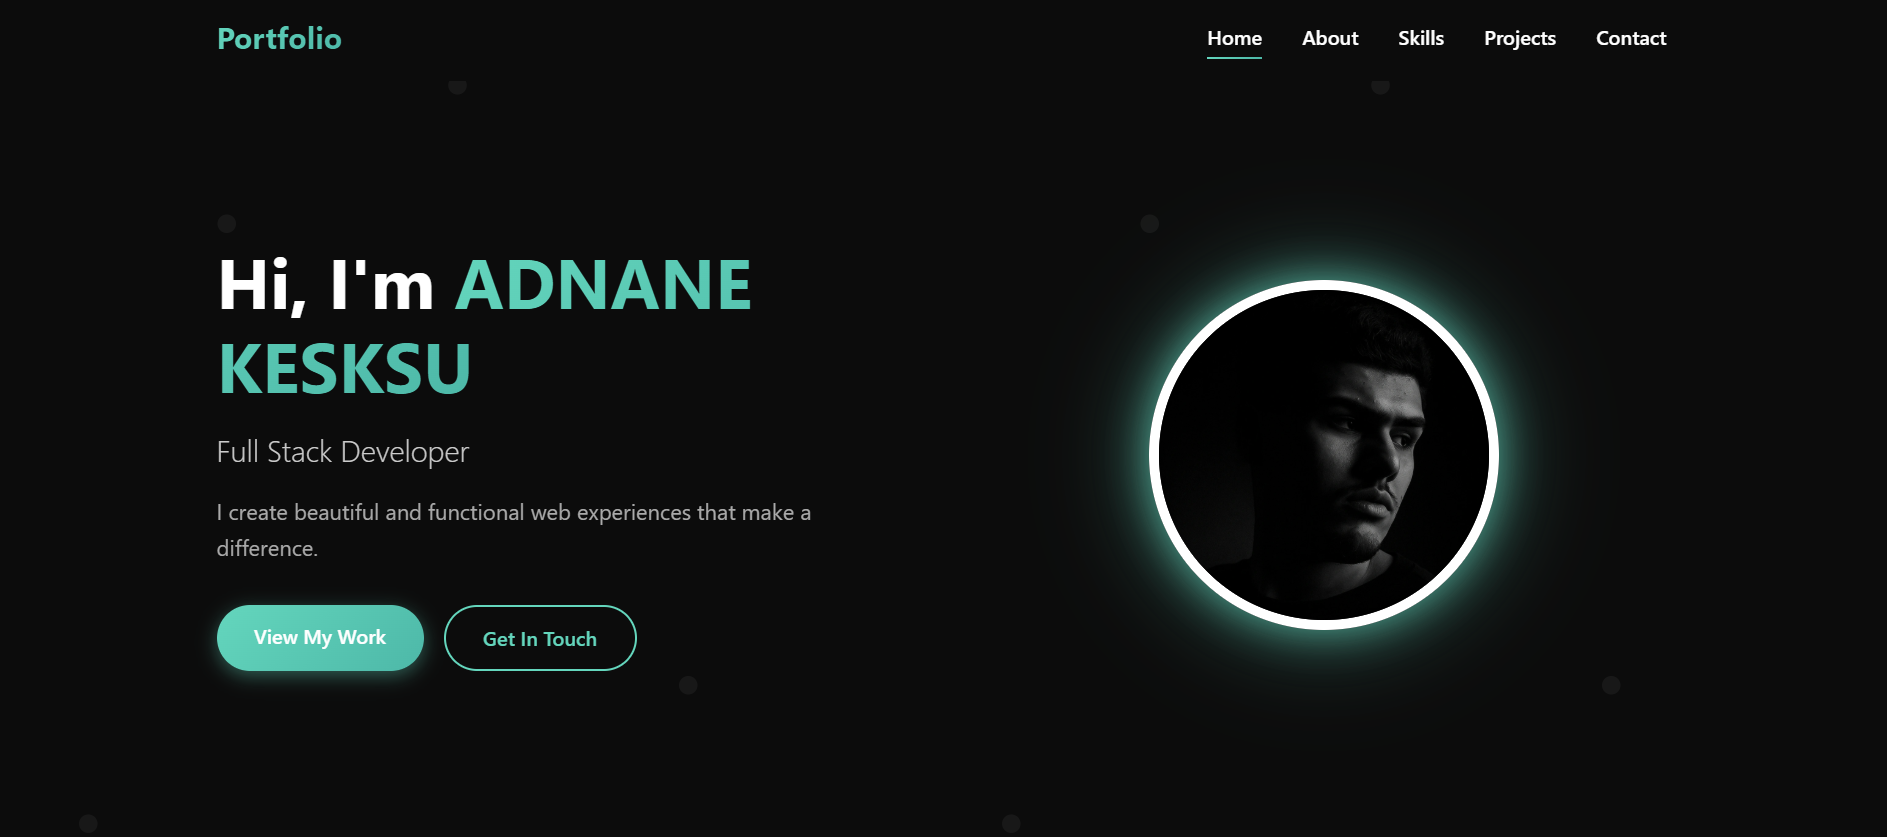 Portfolio
Home About Skills Projects Contact
Hi, I'm ADNANE
KESKSU
Full Stack Developer
I create beautiful and functional web experiences that make a
difference.
View My Work
Get In Touch